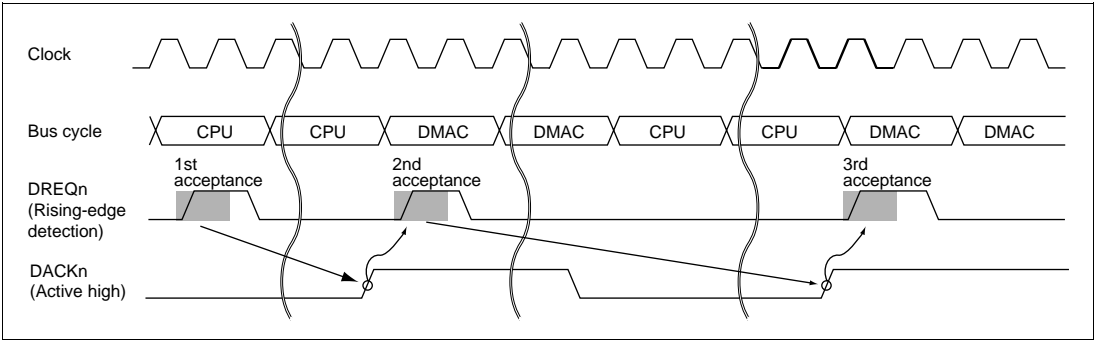 Clock
Bus cycle
CPU CPU DMAC DMAC CPU CPU DMAC DMAC
1st
acceptance
2nd
acceptance
3rd
acceptance
DREQn
(Rising-edge
detection)
DACKn
(Active high)